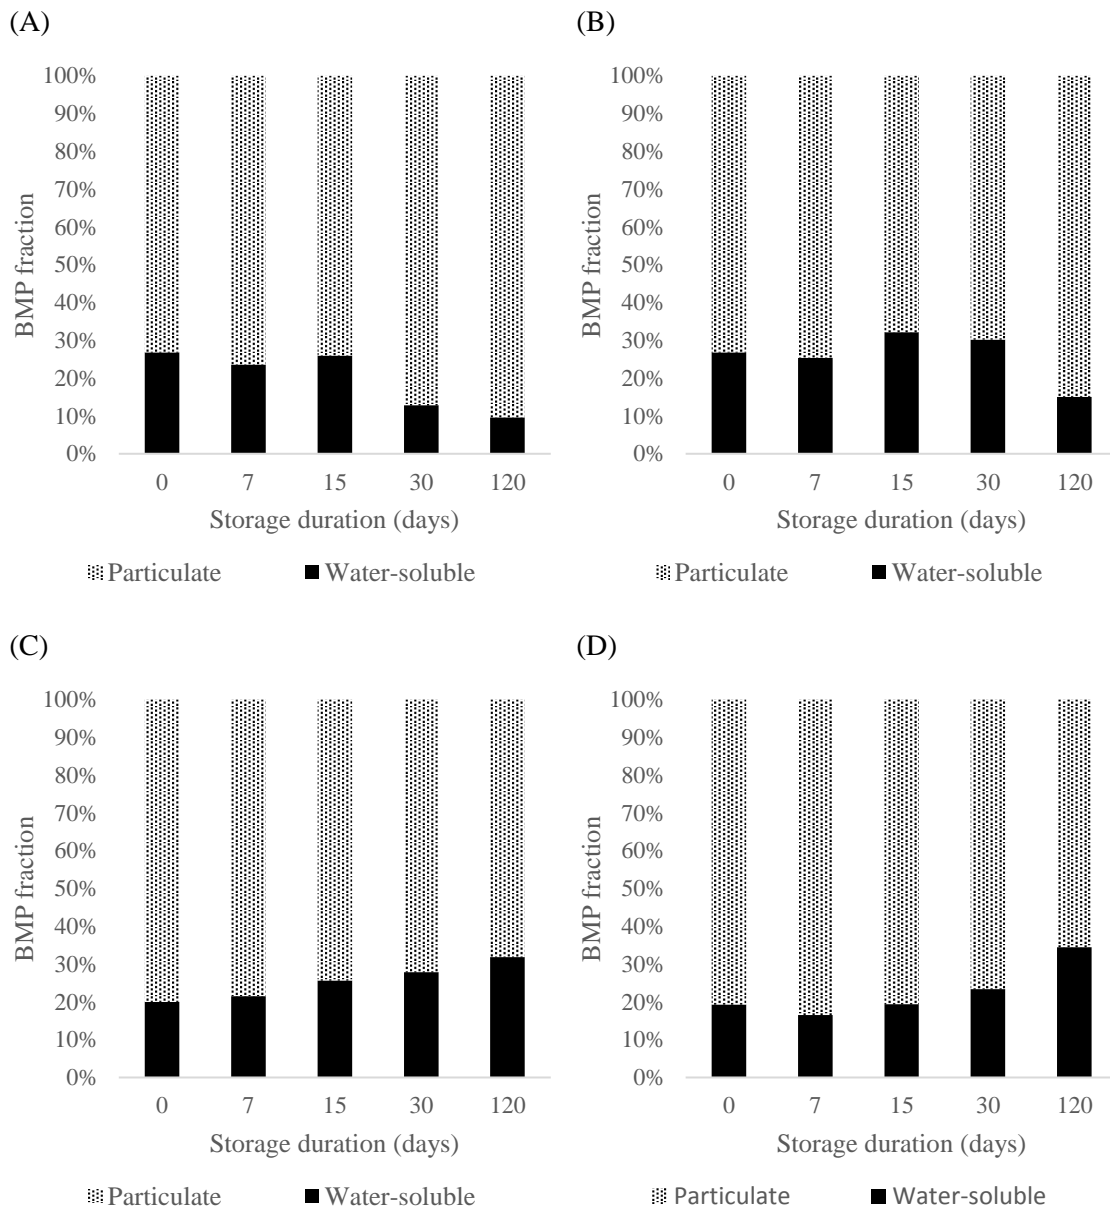 (A)
100%
90%
80%
70%
60%
50%
40%
30%
20%
10%
0%
BMP fraction
0 7 15 30 120
Storage duration (days)
Particulate Water-soluble
(B)
100%
90%
80%
70%
60%
50%
40%
30%
20%
10%
0%
BMP fraction
0 7 15 30 120
Storage duration (days)
Particulate Water-soluble
(C)
100%
90%
80%
70%
60%
50%
40%
30%
20%
10%
0%
BMP fraction
0 7 15 30 120
Storage duration (days)
Particulate Water-soluble
(D)
100%
90%
80%
70%
60%
50%
40%
30%
20%
10%
0%
BMP fraction
0 7 15 30 120
Storage duration (days)
Particulate Water-soluble